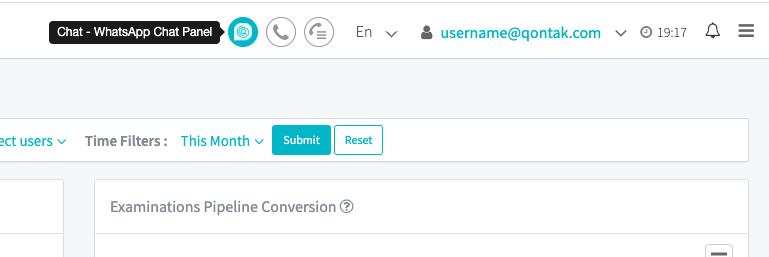 Chat - WhatsApp Chat Panel En username@qontak.com 19:17
ect users Time Filters : This Month Submit Reset
Examinations Pipeline Conversion